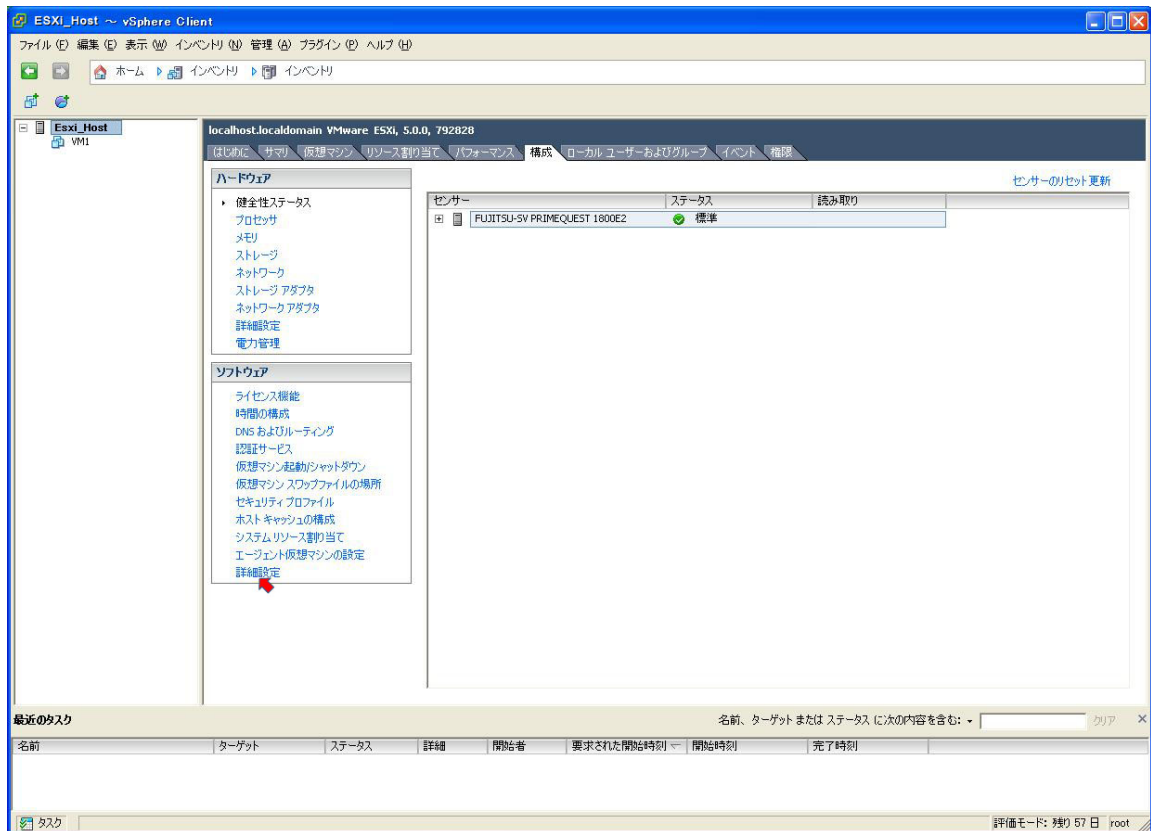 ESXi_Host ~ vSphere Client
ファイル (F) 編集 (E) 表示 (W) インベントリ (N) 管理 (A) プラグイン (P) ヘルプ (H)
ホーム インベントリ インベントリ
Esxi_Host
VM1
localhost.localdomain VMware ESXi, 5.0.0, 792828
はじめに サマリ 仮想マシン リソース割り当て パフォーマンス 構成 ローカル ユーザーおよびグループ イベント 権限
ハードウェア
健全性ステータス
プロセッサ
メモリ
ストレージ
ネットワーク
ストレージ アダプタ
ネットワーク アダプタ
詳細設定
電力管理
ソフトウェア
ライセンス機能
時間の構成
DNS およびルーティング
認証サービス
仮想マシン起動/シャットダウン
仮想マシン スワップファイルの場所
セキュリティ プロファイル
ホスト キャッシュの構成
システム リソース割り当て
エージェント仮想マシンの設定
詳細設定
センサーのリセット 更新
センサー ステータス 読み取り
FUJITSU-SV PRIMEQUEST 1800E2 標準
最近のタスク 名前、ターゲット または ステータス に次の内容を含む: クリア
名前 ターゲット ステータス 詳細 開始者 要求された開始時刻 開始時刻 完了時刻
タスク 評価モード: 残り 57 日 root